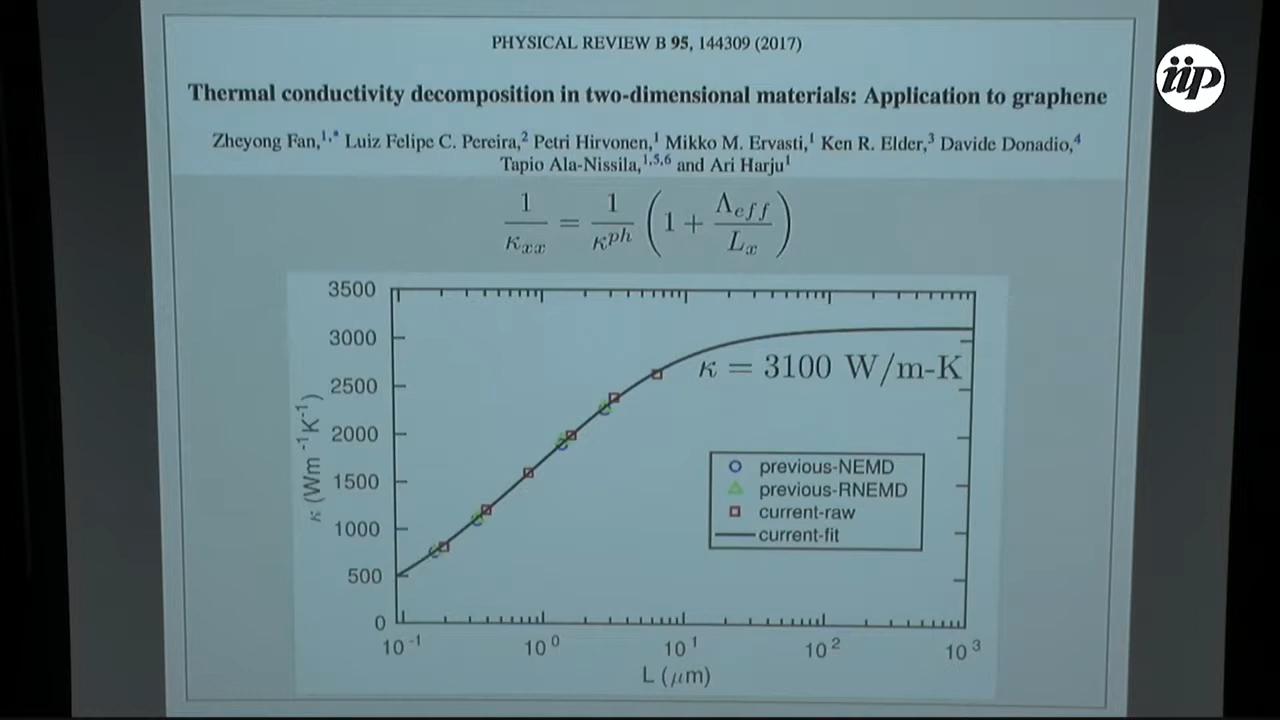 PHYSICAL REVIEW B 95, 144309 (2017)
iip
Thermal conductivity decomposition in two-dimensional materials: Application to graphene
Zheyong Fan,1,* Luiz Felipe C. Pereira,2 Petri Hirvonen,1 Mikko M. Ervasti,1 Ken R. Elder,3 Davide Donadio,4
Tapio Ala-Nissila,1,5,6 and Ari Harju1
1/κxx = 1/κ^ph (1 + Λeff/Lx)
3500
3000
κ = 3100 W/m-K
2500
2000
1500
1000
500
0
κ (Wm-1K-1)
previous-NEMD
previous-RNEMD
current-raw
current-fit
10-1 100 101 102 103
L (μm)